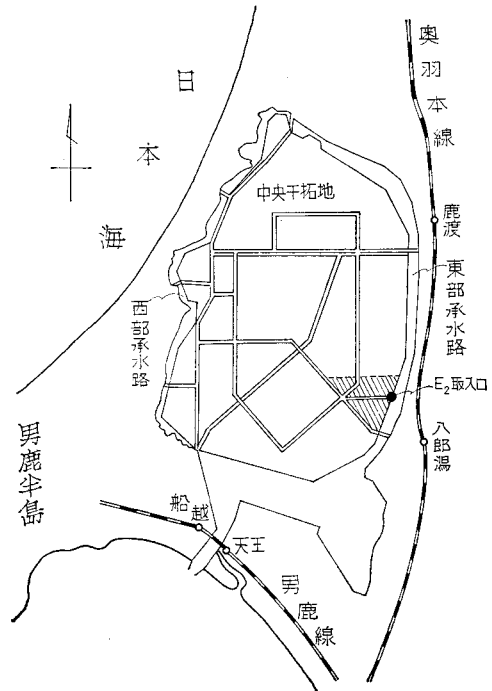 日本海
奥羽本線
中央干拓地
鹿渡
東部承水路
西部承水路
E₂取入口
八郎潟
男鹿半島
船越
天王
男鹿線